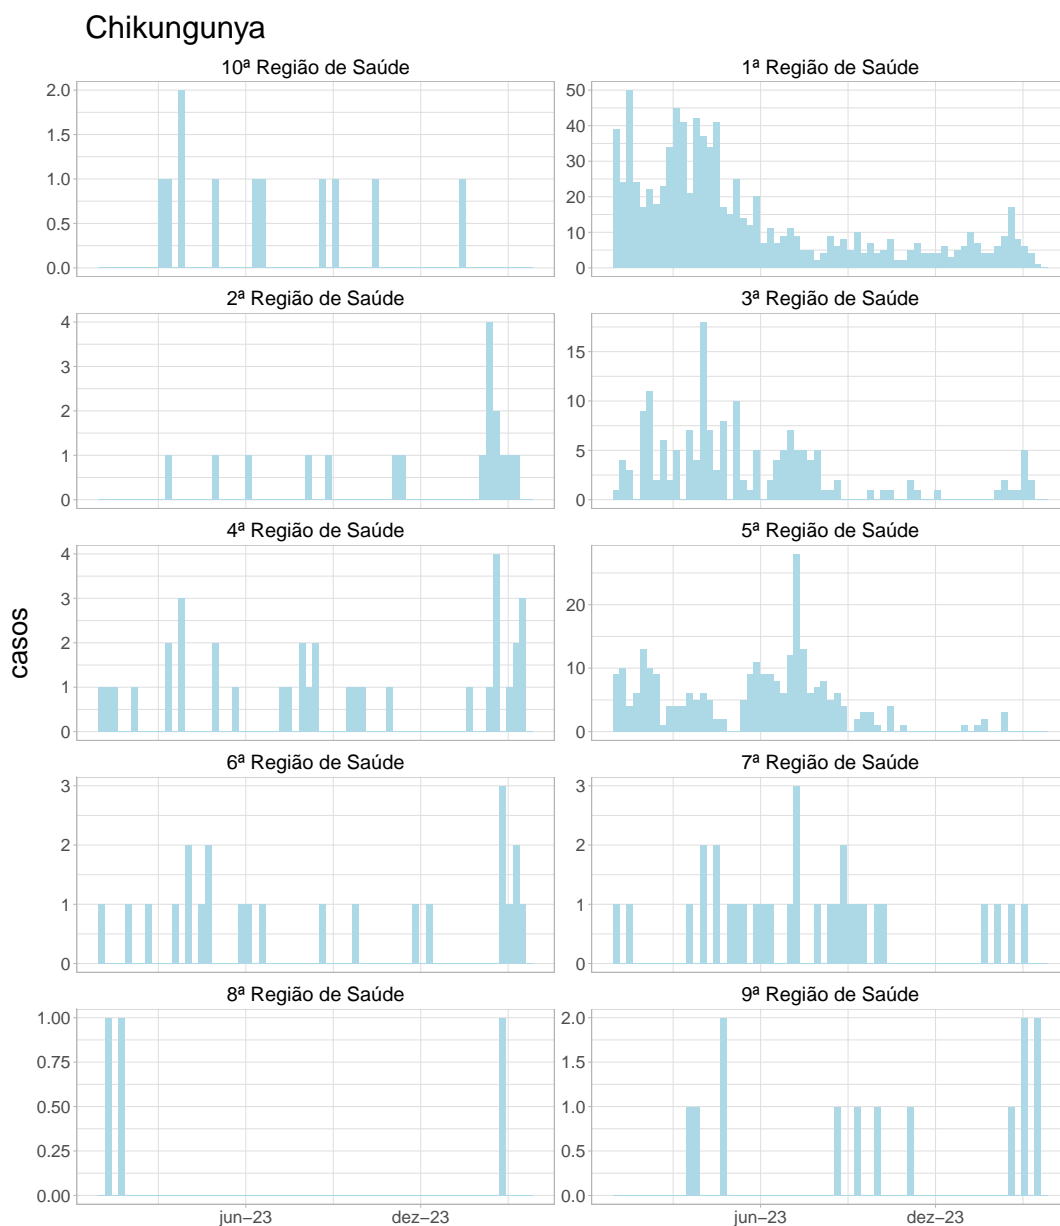 Chikungunya
10ª Região de Saúde
1ª Região de Saúde
2.0
1.5
1.0
0.5
0.0
50
40
30
20
10
0
2ª Região de Saúde
3ª Região de Saúde
4
3
2
1
0
15
10
5
0
4ª Região de Saúde
5ª Região de Saúde
4
3
2
1
0
20
10
0
casos
6ª Região de Saúde
7ª Região de Saúde
3
2
1
0
3
2
1
0
8ª Região de Saúde
9ª Região de Saúde
1.00
0.75
0.50
0.25
0.00
2.0
1.5
1.0
0.5
0.0
jun−23
dez−23
jun−23
dez−23